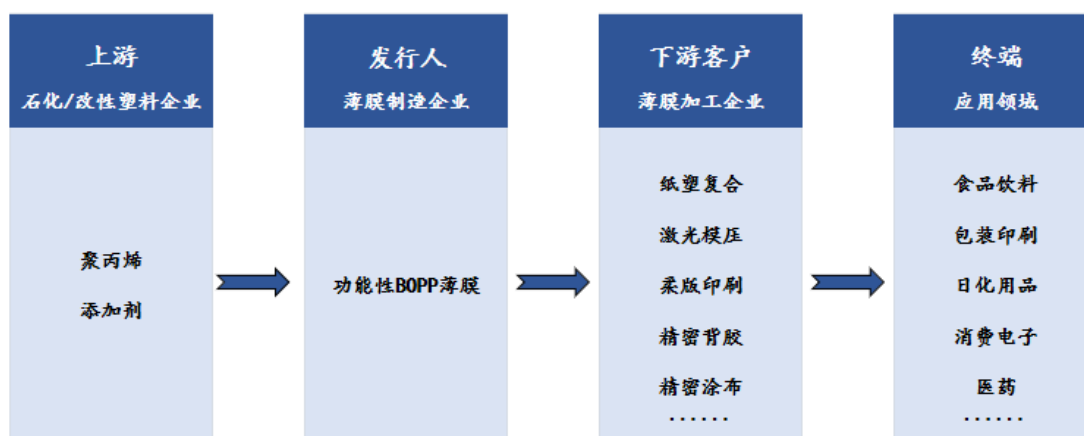 上游
石化/改性塑料企业
聚丙烯
添加剂
发行人
薄膜制造企业
功能性BOPP薄膜
下游客户
薄膜加工企业
纸塑复合
激光模压
柔版印刷
精密背胶
精密涂布
······
终端
应用领域
食品饮料
包装印刷
日化用品
消费电子
医药
······